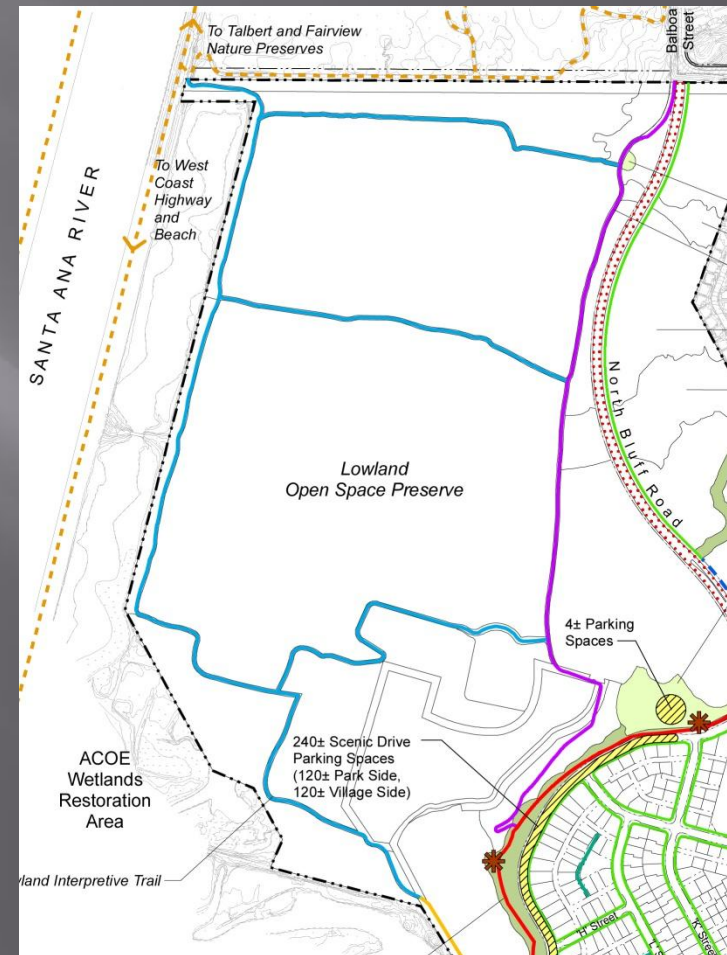 To Talbert and Fairview
Nature Preserves
Balboa
Street
To West
Coast
Highway
and
Beach
SANTA ANA RIVER
North Bluff Road
Lowland
Open Space Preserve
4± Parking
Spaces
240± Scenic Drive
Parking Spaces
(120± Park Side,
120± Village Side)
ACOE
Wetlands
Restoration
Area
land Interpretive Trail
'H' Street
'K' Street